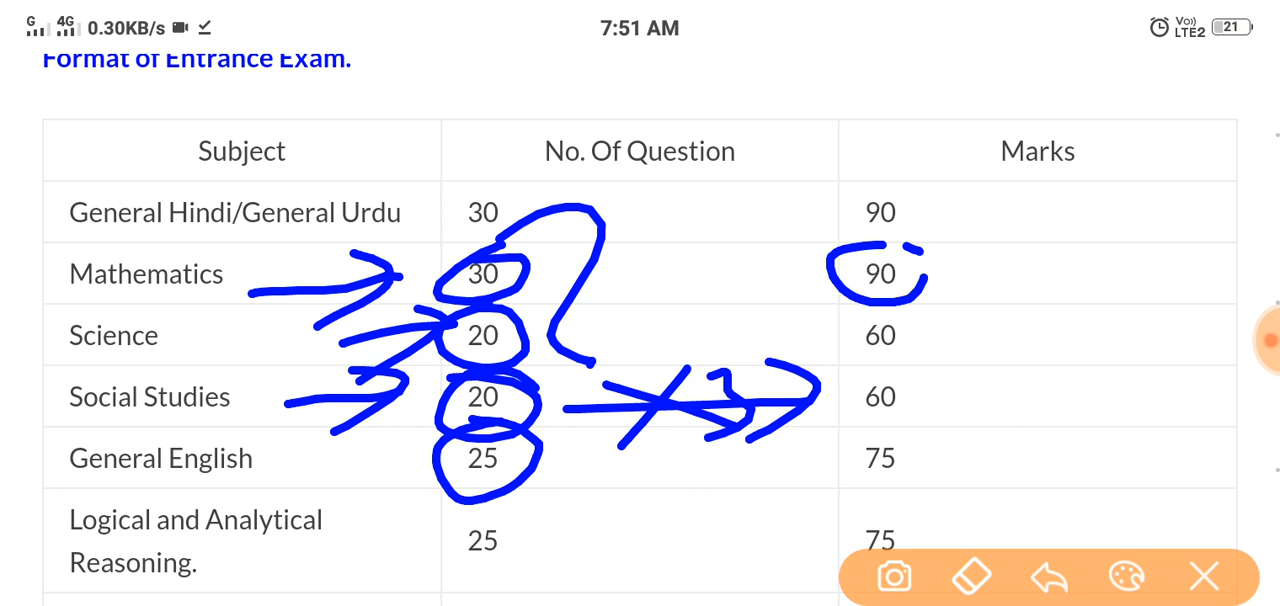 G 4G 0.30KB/s 7:51 AM Vo)) LTE2 21
Format of Entrance Exam.
Subject No. Of Question Marks
General Hindi/General Urdu 30 90
Mathematics 30 90
Science 20 60
Social Studies 20 x3 60
General English 25 75
Logical and Analytical
Reasoning. 25 75